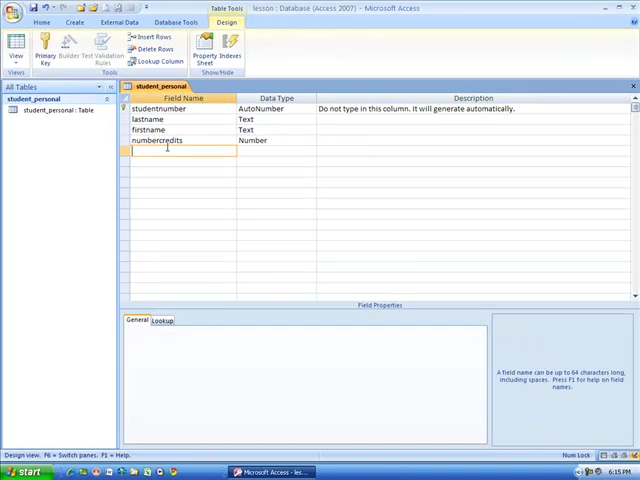 Table Tools
lesson : Database (Access 2007) - Microsoft Access
Home
Create
External Data
Database Tools
Design
View
Primary Key
Builder
Test Validation Rules
Insert Rows
Delete Rows
Lookup Column
Property Sheet
Indexes
Views
Tools
Show/Hide
All Tables
student_personal
student_personal : Table
student_personal
Field Name
Data Type
Description
studentnumber
AutoNumber
Do not type in this column. It will generate automatically.
lastname
Text
firstname
Text
numbercredits
Number
Field Properties
General
Lookup
A field name can be up to 64 characters long,
including spaces. Press F1 for help on field
names.
Design view. F6 = Switch panes. F1 = Help.
Num Lock
start
Microsoft Access - les...
6:15 PM